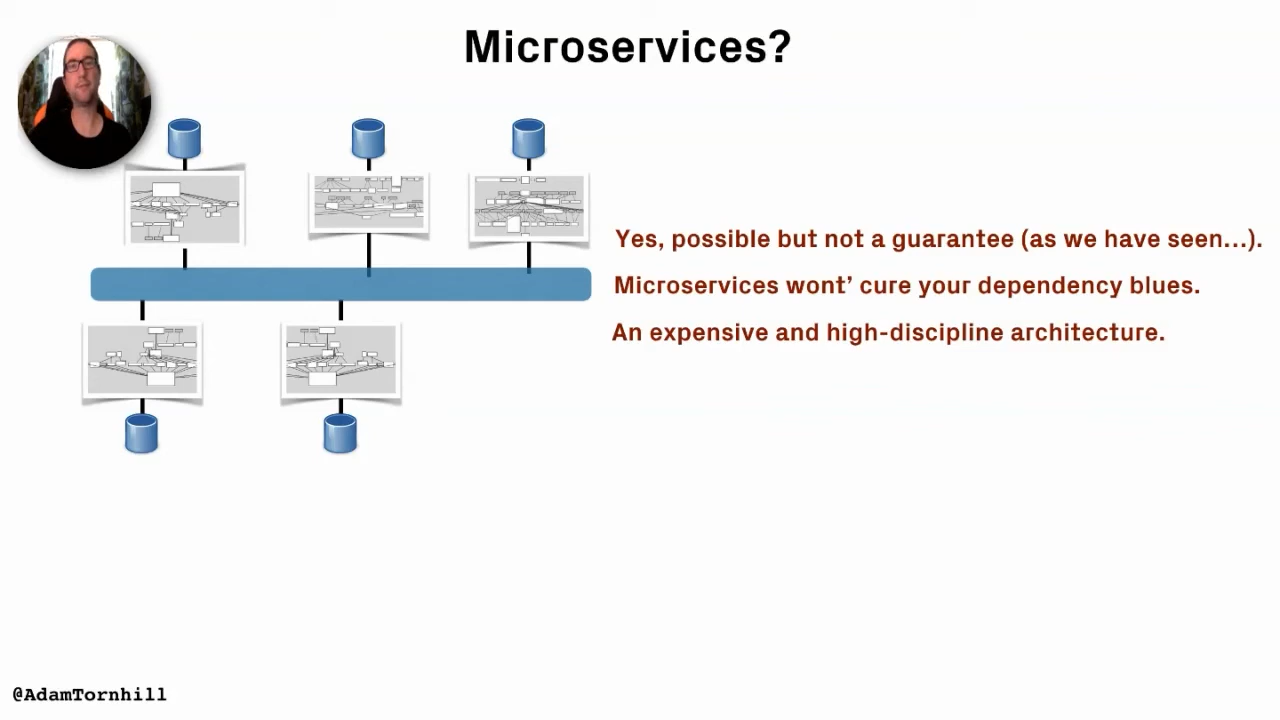 Microservices?
Yes, possible but not a guarantee (as we have seen...).
Microservices wont' cure your dependency blues.
An expensive and high-discipline architecture.
@AdamTornhill